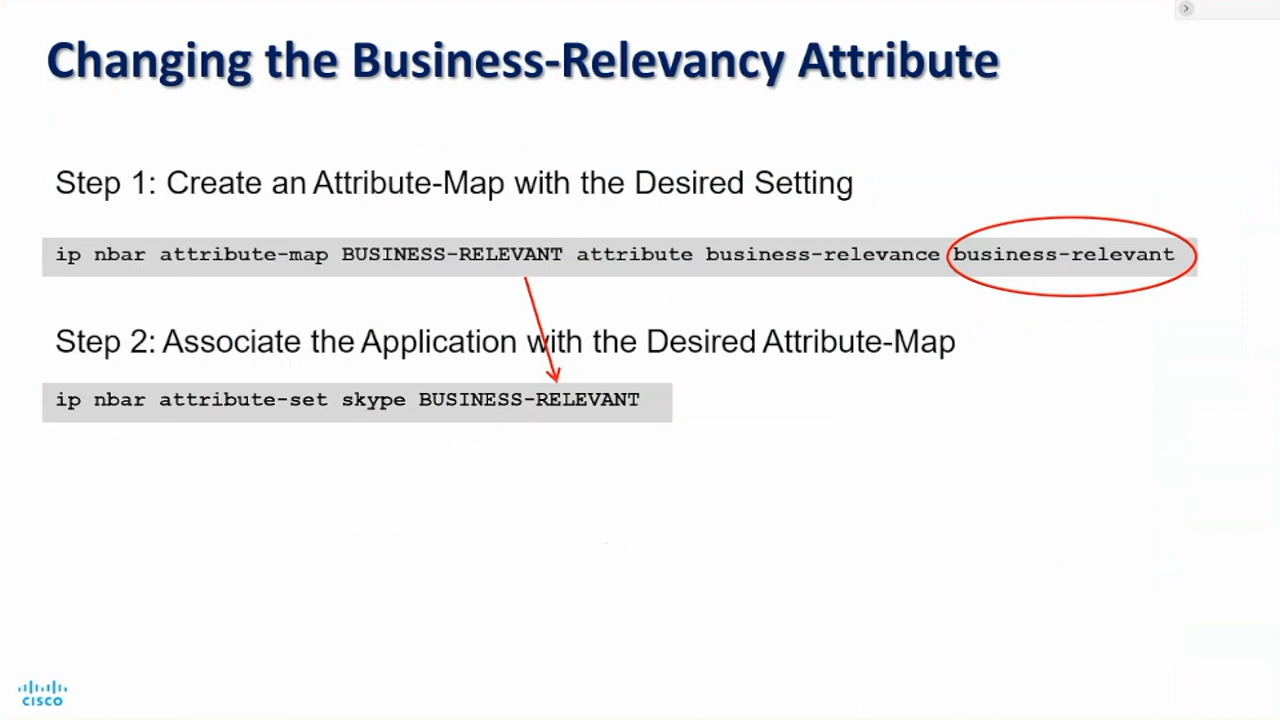 Changing the Business-Relevancy Attribute
Step 1: Create an Attribute-Map with the Desired Setting
ip nbar attribute-map BUSINESS-RELEVANT attribute business-relevance business-relevant
Step 2: Associate the Application with the Desired Attribute-Map
ip nbar attribute-set skype BUSINESS-RELEVANT
CISCO